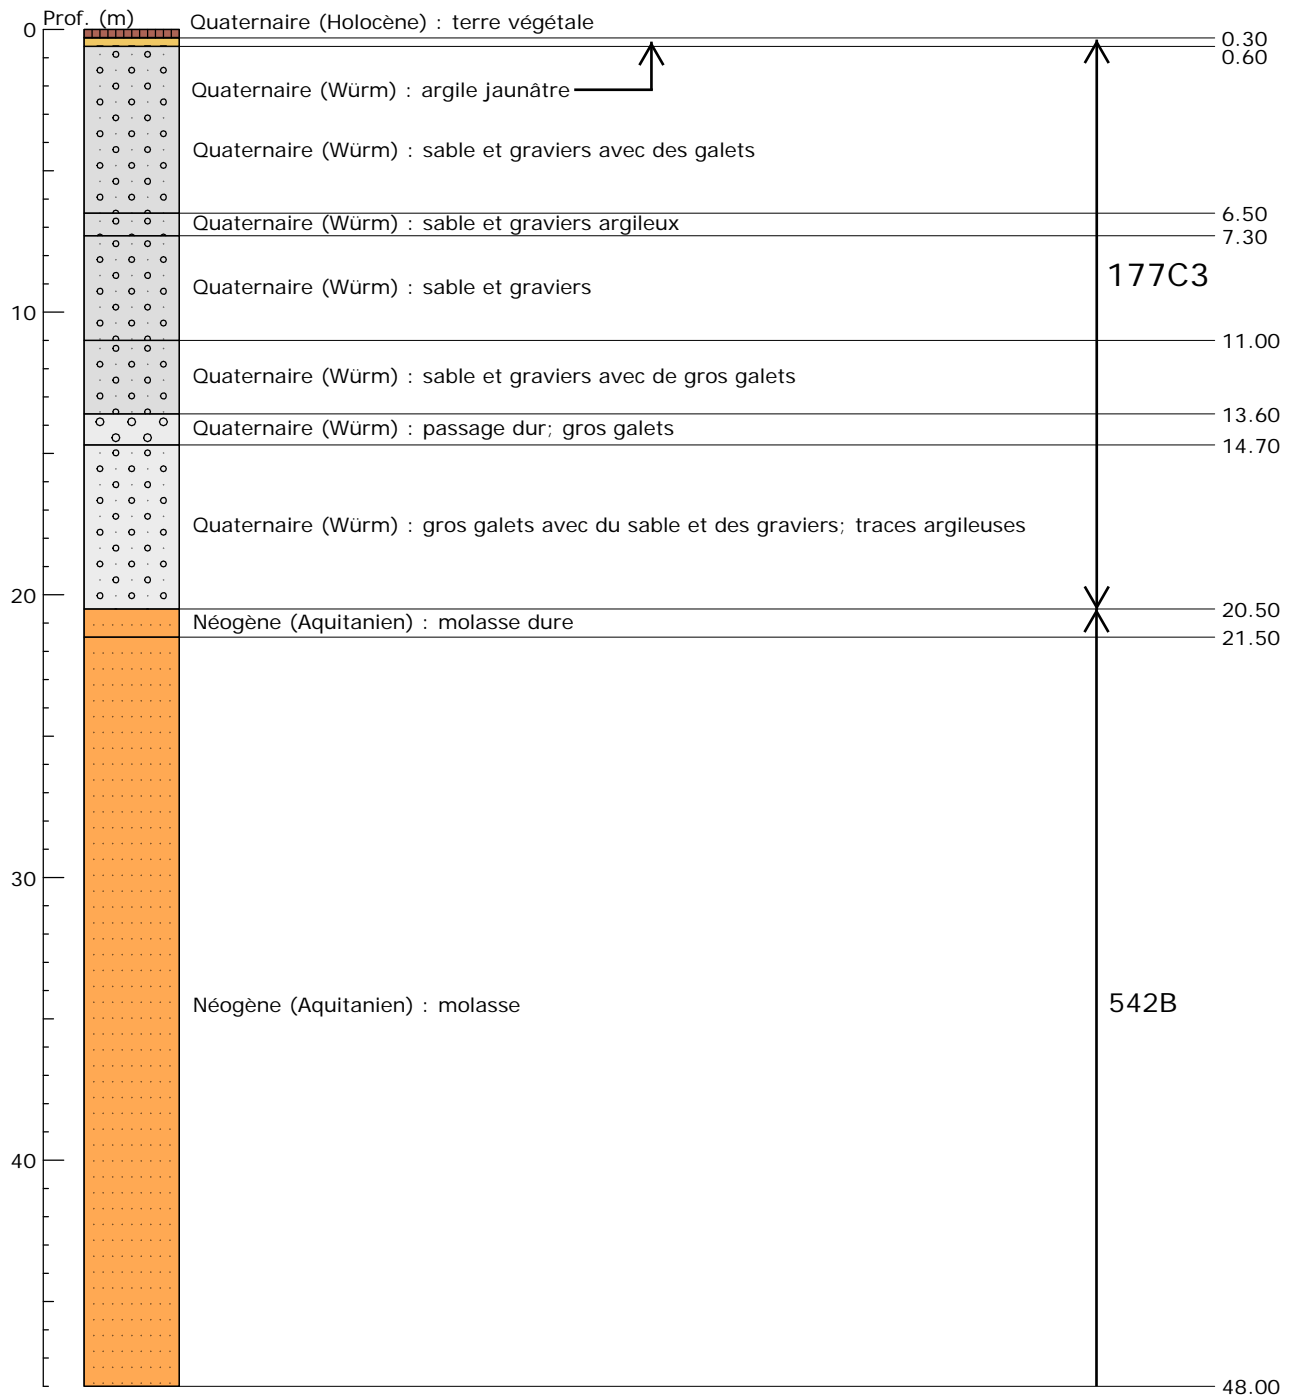 Prof. (m)
0
Quaternaire (Holocène) : terre végétale
0.30
0.60
Quaternaire (Würm) : argile jaunâtre
Quaternaire (Würm) : sable et graviers avec des galets
6.50
Quaternaire (Würm) : sable et graviers argileux
7.30
177C3
Quaternaire (Würm) : sable et graviers
10
11.00
Quaternaire (Würm) : sable et graviers avec de gros galets
13.60
Quaternaire (Würm) : passage dur; gros galets
14.70
Quaternaire (Würm) : gros galets avec du sable et des graviers; traces argileuses
20
20.50
Néogène (Aquitanien) : molasse dure
21.50
30
Néogène (Aquitanien) : molasse
542B
40
48.00